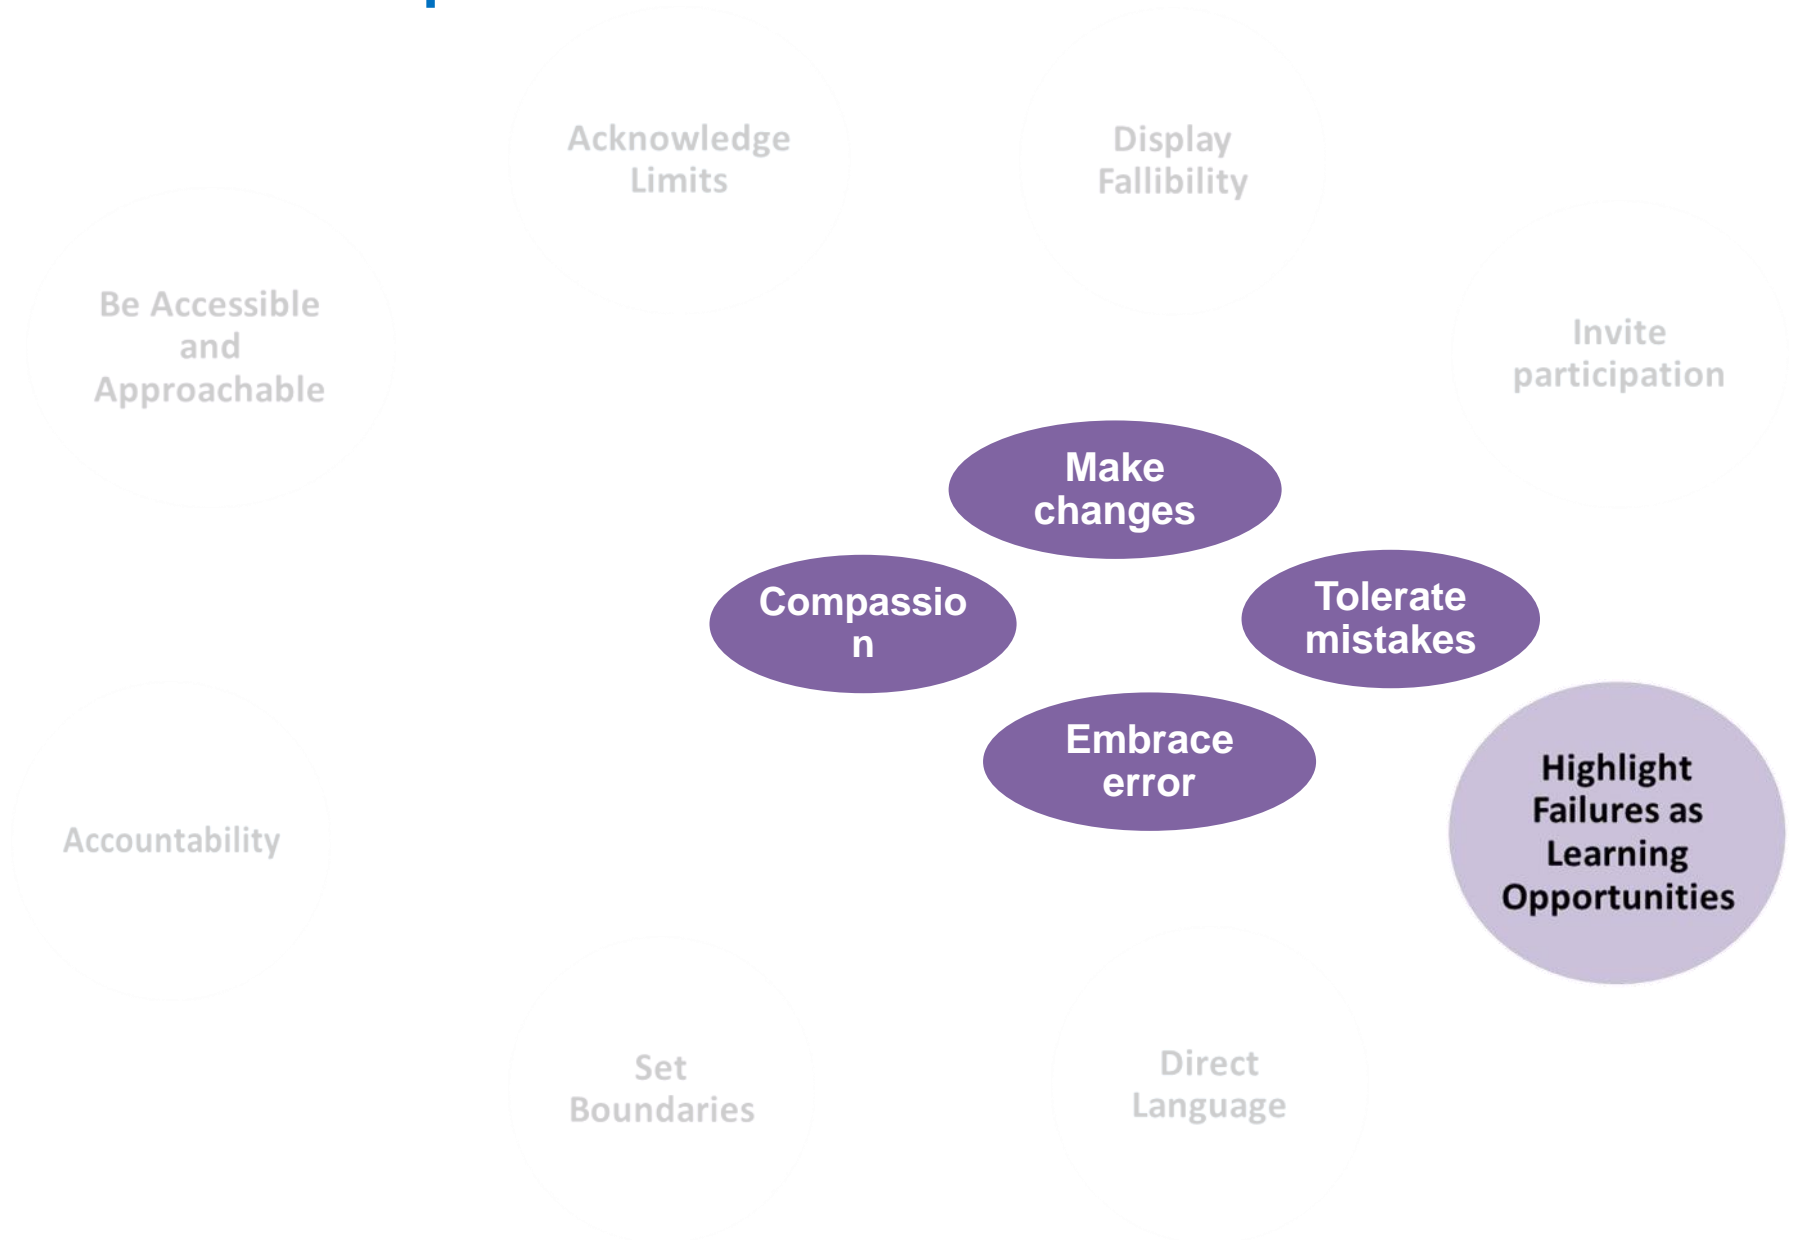 Acknowledge
Limits
Display
Fallibility
Be Accessible
and
Approachable
Invite
participation
Make
changes
Compassio
n
Tolerate
mistakes
Embrace
error
Highlight
Failures as
Learning
Opportunities
Accountability
Set
Boundaries
Direct
Language